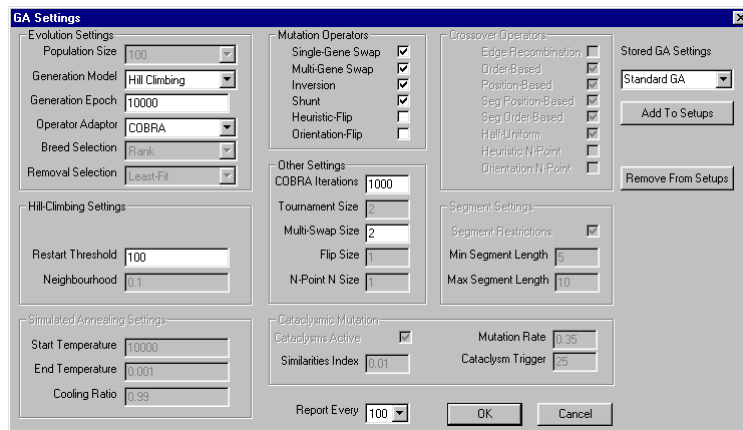 GA Settings
Evolution Settings
Population Size 100
Generation Model Hill Climbing
Generation Epoch 10000
Operator Adaptor COBRA
Breed Selection Rank
Removal Selection Least-Fit
Mutation Operators
Single-Gene Swap
Multi-Gene Swap
Inversion
Shunt
Heuristic-Flip
Orientation-Flip
Crossover Operators
Edge Recombination
Order-Based
Position-Based
Seg Position-Based
Seg Order-Based
Half-Uniform
Heuristic N-Point
Orientation N-Point
Stored GA Settings
Standard GA
Add To Setups
Remove From Setups
Hill-Climbing Settings
Restart Threshold 100
Neighbourhood 0.1
Other Settings
COBRA Iterations 1000
Tournament Size 2
Multi-Swap Size 2
Flip Size 1
N-Point N Size 1
Segment Settings
Segment Restrictions
Min Segment Length 5
Max Segment Length 10
Simulated Annealing Settings
Start Temperature 10000
End Temperature 0.001
Cooling Ratio 0.99
Cataclysmic Mutation
Cataclysms Active
Similarities Index 0.01
Mutation Rate 0.35
Cataclysm Trigger 25
Report Every 100
OK
Cancel